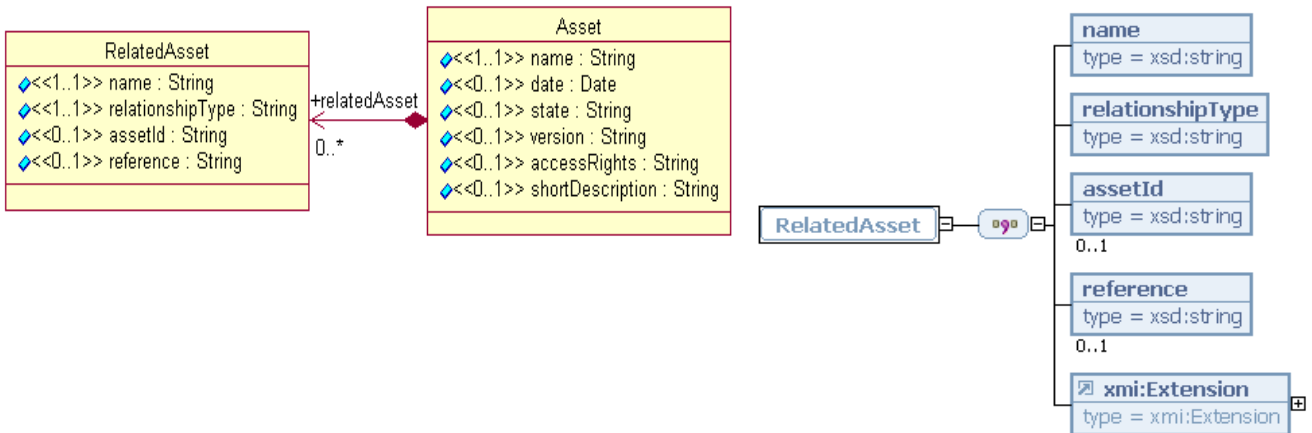 RelatedAsset
<<1..1>> name : String
<<1..1>> relationshipType : String
<<0..1>> assetId : String
<<0..1>> reference : String
+relatedAsset
0..*
Asset
<<1..1>> name : String
<<0..1>> date : Date
<<0..1>> state : String
<<0..1>> version : String
<<0..1>> accessRights : String
<<0..1>> shortDescription : String
RelatedAsset
name
type = xsd:string
relationshipType
type = xsd:string
assetId
type = xsd:string
0..1
reference
type = xsd:string
0..1
xmi:Extension
type = xmi:Extension